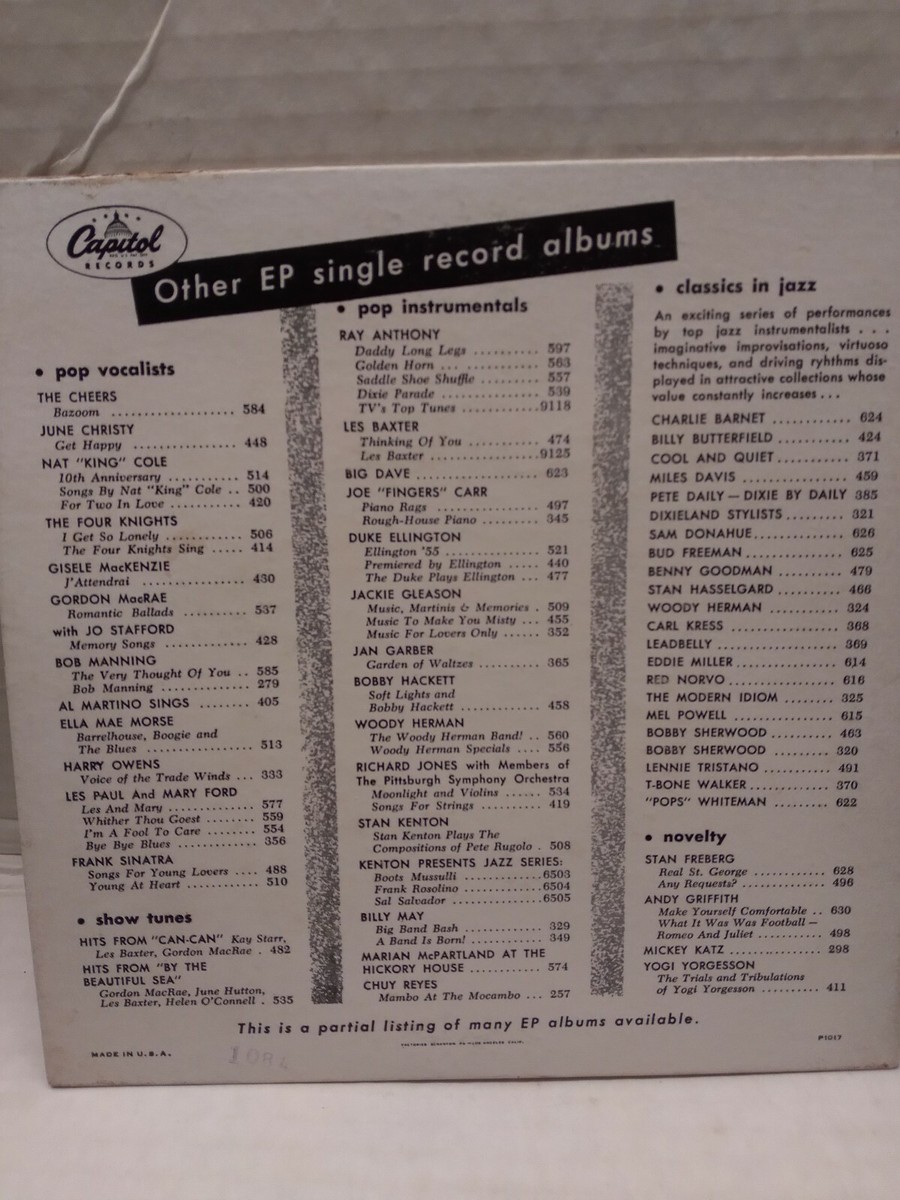 Capitol
RECORDS
Other EP single record albums
• pop vocalists
THE CHEERS
Bazoom .................. 584
JUNE CHRISTY
Get Happy ............... 448
NAT "KING" COLE
10th Anniversary .......... 514
Songs By Nat "King" Cole .. 500
For Two In Love .......... 420
THE FOUR KNIGHTS
I Get So Lonely ........... 506
The Four Knights Sing ..... 414
GISELE MacKENZIE
J'Attendrai ............... 430
GORDON MacRAE
Romantic Ballads .......... 537
with JO STAFFORD
Memory Songs ............ 428
BOB MANNING
The Very Thought Of You .. 585
Bob Manning ............. 279
AL MARTINO SINGS ........ 405
ELLA MAE MORSE
Barrelhouse, Boogie and
The Blues ................ 513
HARRY OWENS
Voice of the Trade Winds ... 333
LES PAUL And MARY FORD
Les And Mary ............. 577
Whither Thou Goest ........ 559
I'm A Fool To Care ........ 554
Bye Bye Blues ............. 356
FRANK SINATRA
Songs For Young Lovers .... 488
Young At Heart ........... 510
• show tunes
HITS FROM "CAN-CAN" Kay Starr,
Les Baxter, Gordon MacRae . 482
HITS FROM "BY THE
BEAUTIFUL SEA"
Gordon MacRae, June Hutton,
Les Baxter, Helen O'Connell . 535
• pop instrumentals
RAY ANTHONY
Daddy Long Legs .......... 597
Golden Horn ... ........... 563
Saddle Shoe Shuffle ......... 557
Dixie Parade .............. 539
TV's Top Tunes ............9118
LES BAXTER
Thinking Of You .......... 474
Les Baxter ................9125
BIG DAVE .................. 623
JOE "FINGERS" CARR
Piano Rags ............... 497
Rough-House Piano ........ 345
DUKE ELLINGTON
Ellington '55 .............. 521
Premiered by Ellington ..... 440
The Duke Plays Ellington ... 477
JACKIE GLEASON
Music, Martinis & Memories . 509
Music To Make You Misty ... 455
Music For Lovers Only ...... 352
JAN GARBER
Garden of Waltzes ......... 365
BOBBY HACKETT
Soft Lights and
Bobby Hackett ............ 458
WOODY HERMAN
The Woody Herman Band! .. 560
Woody Herman Specials .... 556
RICHARD JONES with Members of
The Pittsburgh Symphony Orchestra
Moonlight and Violins ...... 534
Songs For Strings .......... 419
STAN KENTON
Stan Kenton Plays The
Compositions of Pete Rugolo . 508
KENTON PRESENTS JAZZ SERIES:
Boots Mussulli .............6503
Frank Rosolino .............6504
Sal Salvador ..............6505
BILLY MAY
Big Band Bash ............ 329
A Band Is Born! ........... 349
MARIAN McPARTLAND AT THE
HICKORY HOUSE ........... 574
CHUY REYES
Mambo At The Mocambo ... 257
• classics in jazz
An exciting series of performances
by top jazz instrumentalists . . .
imaginative improvisations, virtuoso
techniques, and driving ryhthms dis-
played in attractive collections whose
value constantly increases . . .
CHARLIE BARNET ............ 624
BILLY BUTTERFIELD ........... 424
COOL AND QUIET........... 371
MILES DAVIS ................ 459
PETE DAILY — DIXIE BY DAILY 385
DIXIELAND STYLISTS......... 321
SAM DONAHUE............. 626
BUD FREEMAN .............. 625
BENNY GOODMAN .......... 479
STAN HASSELGARD .......... 466
WOODY HERMAN ........... 324
CARL KRESS ................ 368
LEADBELLY .................. 369
EDDIE MILLER ............... 614
RED NORVO ................ 616
THE MODERN IDIOM ........ 325
MEL POWELL ............... 615
BOBBY SHERWOOD ......... 463
BOBBY SHERWOOD ......... 320
LENNIE TRISTANO ........... 491
T-BONE WALKER ............ 370
"POPS" WHITEMAN ......... 622
• novelty
STAN FREBERG
Real St. George ............ 628
Any Requests? ............. 496
ANDY GRIFFITH
Make Yourself Comfortable .. 630
What It Was Was Football —
Romeo And Juliet .......... 498
MICKEY KATZ .............. 298
YOGI YORGESSON
The Trials and Tribulations
of Yogi Yorgesson ......... 411
This is a partial listing of many EP albums available.
MADE IN U.S.A.
P1017